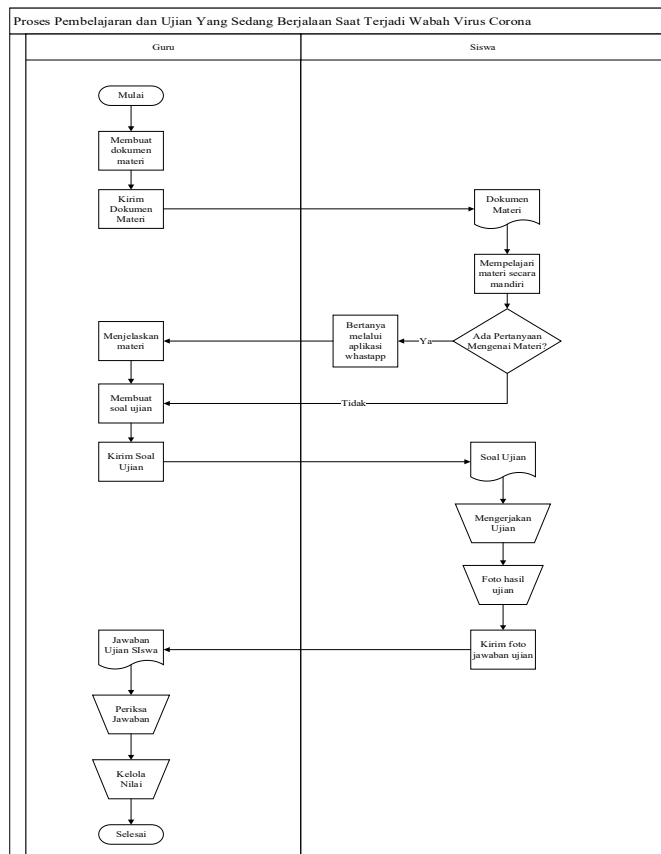 Proses Pembelajaran dan Ujian Yang Sedang Berjalaan Saat Terjadi Wabah Virus Corona
Guru
Siswa
Mulai
Membuat
dokumen
materi
Kirim
Dokumen
Materi
Dokumen
Materi
Mempelajari
materi secara
mandiri
Ada Pertanyaan
Mengenai Materi?
Ya
Bertanya
melalui
aplikasi
whastapp
Menjelaskan
materi
Tidak
Membuat
soal ujian
Kirim Soal
Ujian
Soal Ujian
Mengerjakan
Ujian
Foto hasil
ujian
Kirim foto
jawaban ujian
Jawaban
Ujian SIswa
Periksa
Jawaban
Kelola
Nilai
Selesai